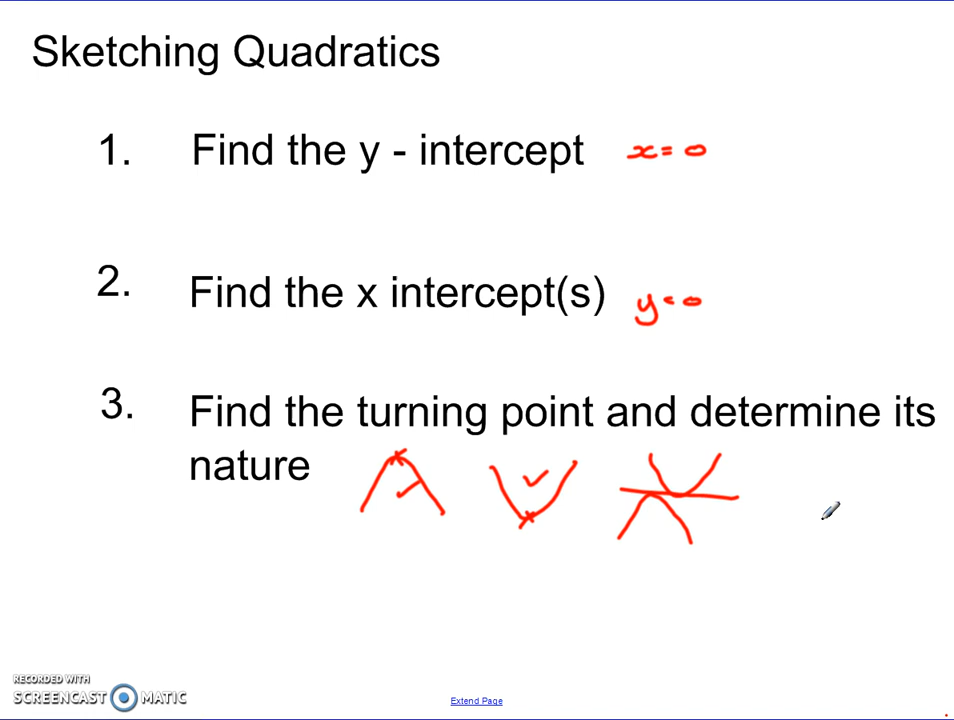 Sketching Quadratics
1. Find the y - intercept x = 0
2. Find the x intercept(s) y = 0
3. Find the turning point and determine its
nature
RECORDED WITH
SCREENCAST MATIC
Extend Page